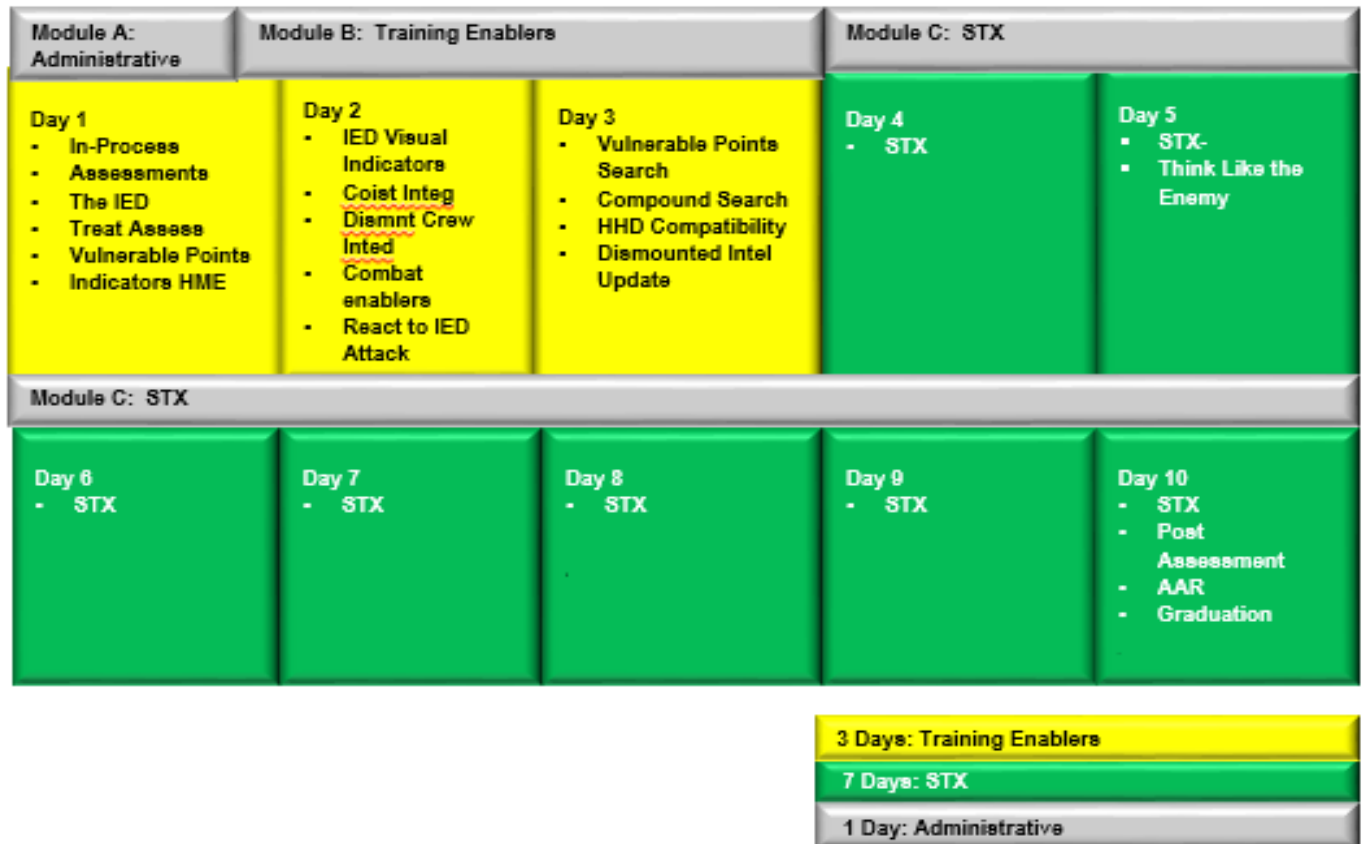 Module A:
Administrative
Module B: Training Enablers
Module C: STX
Day 1
- In-Process
- Assessments
- The IED
- Treat Assess
- Vulnerable Points
- Indicators HME
Day 2
- IED Visual
Indicators
- Coist Integ
- Dismnt Crew
Inted
- Combat
enablers
- React to IED
Attack
Day 3
- Vulnerable Points
Search
- Compound Search
- HHD Compatibility
- Dismounted Intel
Update
Day 4
- STX
Day 5
▪ STX-
▪ Think Like the
Enemy
Module C: STX
Day 6
- STX
Day 7
- STX
Day 8
- STX
Day 9
- STX
Day 10
- STX
- Post
Assessment
- AAR
- Graduation
3 Days: Training Enablers
7 Days: STX
1 Day: Administrative